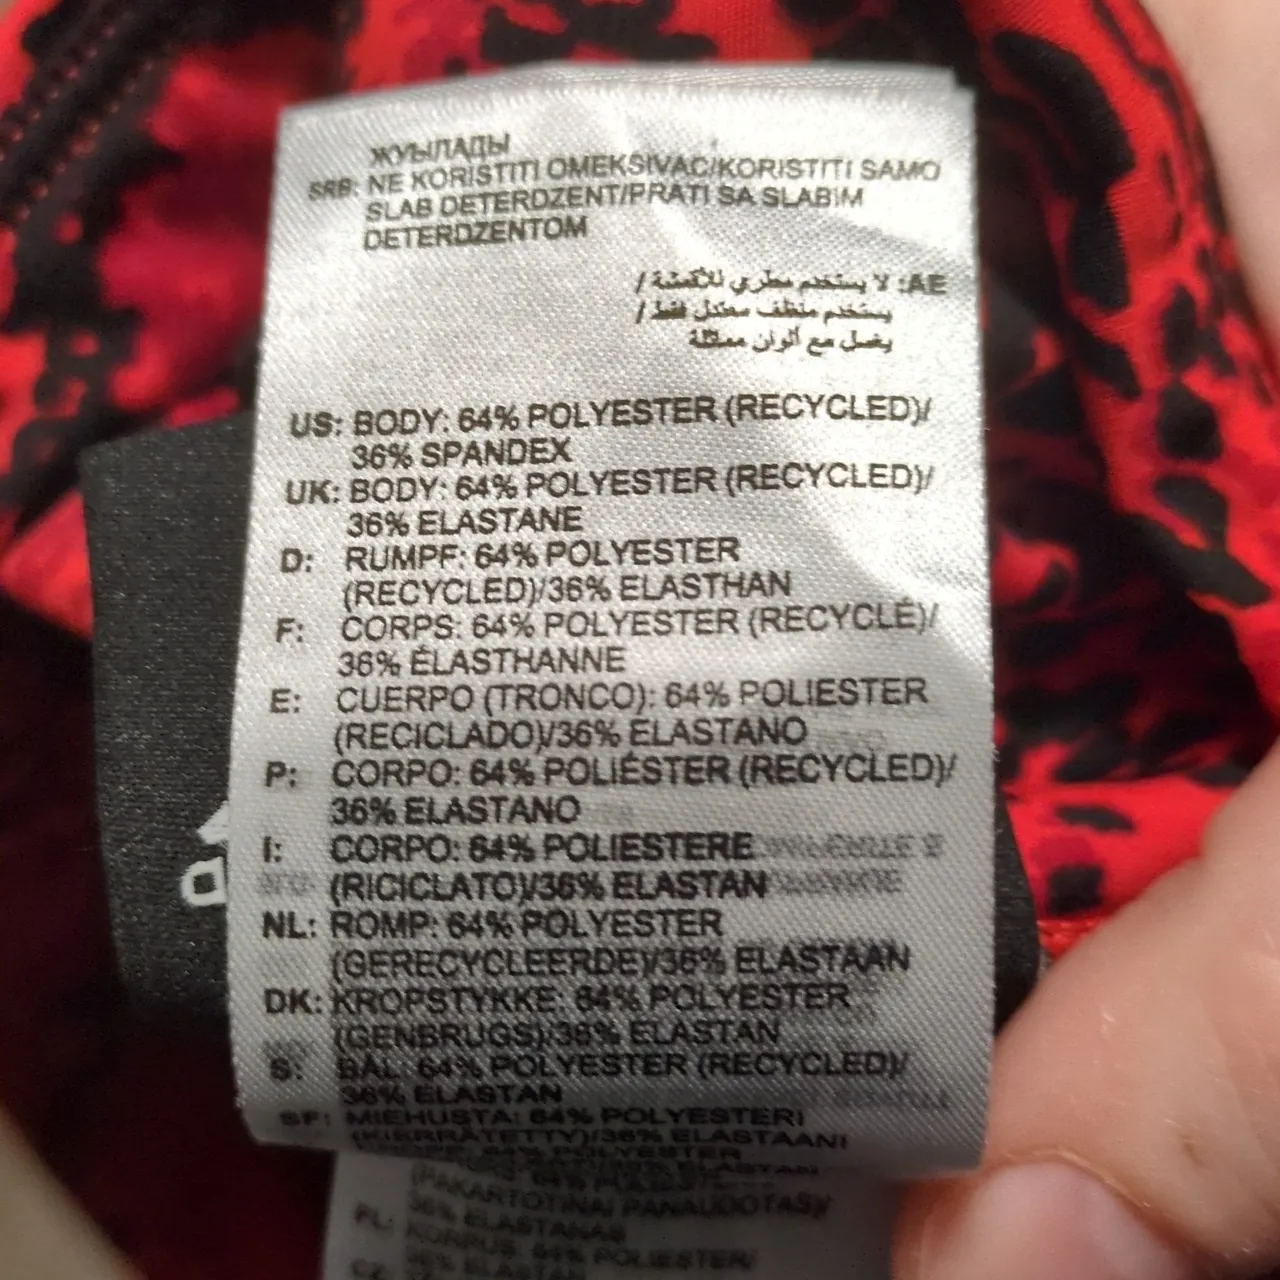 ЖУЫЛАДЫ
SRB: NE KORISTITI OMEKSIVAC/KORISTITI SAMO
SLAB DETERDZENT/PRATI SA SLABIM
DETERDZENTOM
AE: لا يستخدم مطري للأقمشة /
يستخدم منظف معتدل فقط /
يغسل مع ألوان مماثلة
US: BODY: 64% POLYESTER (RECYCLED)/
36% SPANDEX
UK: BODY: 64% POLYESTER (RECYCLED)/
36% ELASTANE
D: RUMPF: 64% POLYESTER
(RECYCLED)/36% ELASTHAN
F: CORPS: 64% POLYESTER (RECYCLÉ)/
36% ÉLASTHANNE
E: CUERPO (TRONCO): 64% POLIESTER
(RECICLADO)/36% ELASTANO
P: CORPO: 64% POLIÉSTER (RECYCLED)/
36% ELASTANO
I: CORPO: 64% POLIESTERE
(RICICLATO)/36% ELASTAN
NL: ROMP: 64% POLYESTER
(GERECYCLEERDE)/36% ELASTAAN
DK: KROPSTYKKE: 64% POLYESTER
(GENBRUGS)/36% ELASTAN
S: BÅL: 64% POLYESTER (RECYCLED)/
36% ELASTAN
SF: MIEHUSTA: 64% POLYESTERI
(KIERRÄTETTY)/36% ELASTAANI
(PAKARTOTINAI PANAUDOTAS)/
36% ELASTANAS
PL: KORPUS: 64% POLIESTER/
36% ELASTAN
CZ: